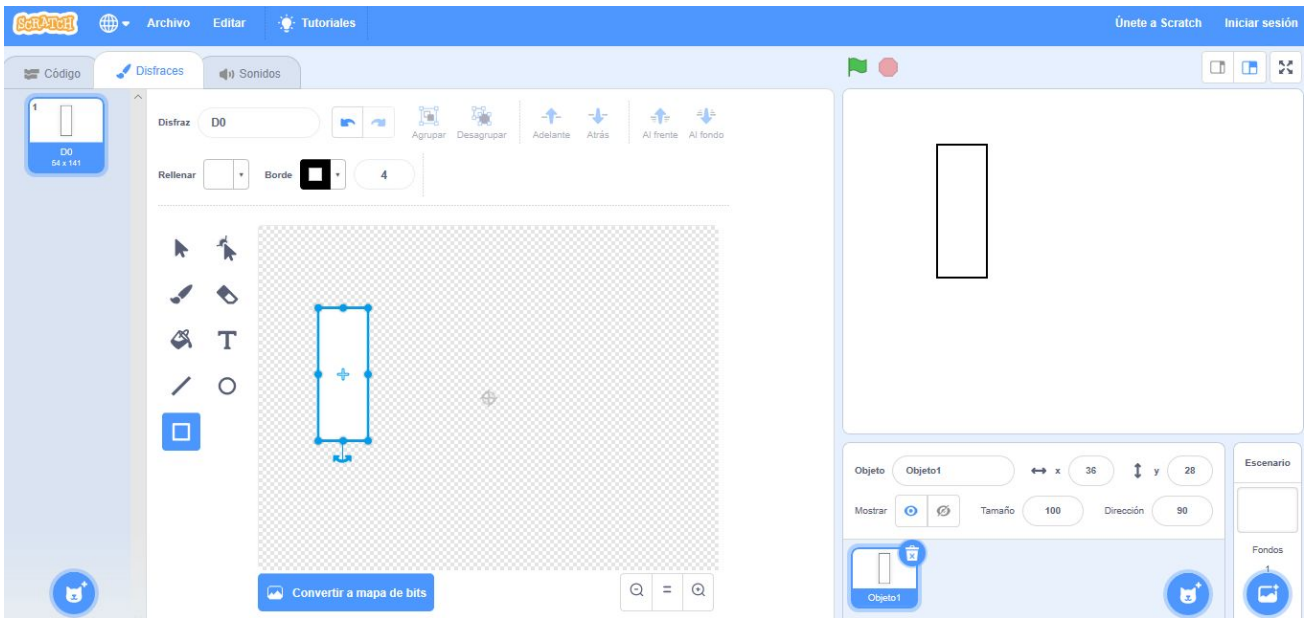 SCRATCH Archivo Editar Tutoriales Únete a Scratch Iniciar sesión
Código Disfraces Sonidos
1
D0
54 x 141
Disfraz D0 Agrupar Desagrupar Adelante Atrás Al frente Al fondo
Rellenar Borde 4
T
Convertir a mapa de bits =
Objeto Objeto1 x 36 y 28
Mostrar Tamaño 100 Dirección 90
Objeto1
Escenario
Fondos
1